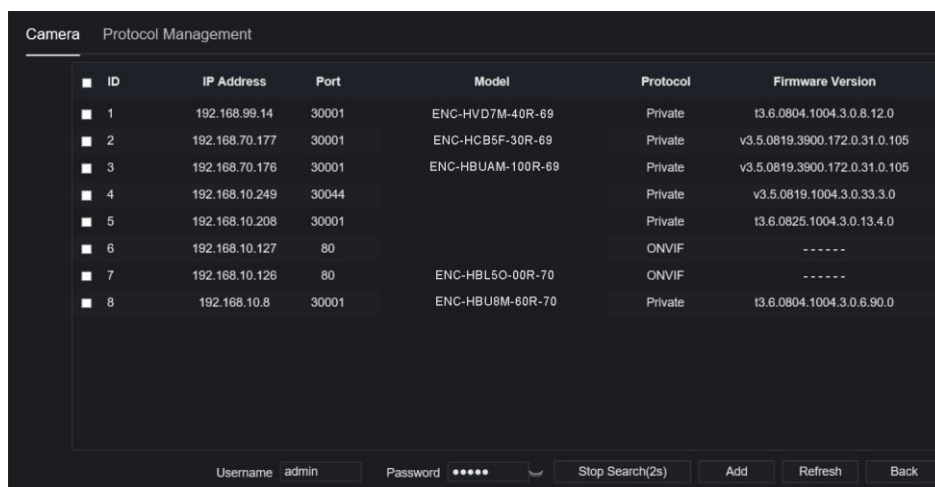 Camera Protocol Management
ID IP Address Port Model Protocol Firmware Version
1 192.168.99.14 30001 ENC-HVD7M-40R-69 Private t3.6.0804.1004.3.0.8.12.0
2 192.168.70.177 30001 ENC-HCB5F-30R-69 Private v3.5.0819.3900.172.0.31.0.105
3 192.168.70.176 30001 ENC-HBUAM-100R-69 Private v3.5.0819.3900.172.0.31.0.105
4 192.168.10.249 30044 Private v3.5.0819.1004.3.0.33.3.0
5 192.168.10.208 30001 Private t3.6.0825.1004.3.0.13.4.0
6 192.168.10.127 80 ONVIF ------
7 192.168.10.126 80 ENC-HBL5O-00R-70 ONVIF ------
8 192.168.10.8 30001 ENC-HBU8M-60R-70 Private t3.6.0804.1004.3.0.6.90.0
Username admin Password ●●●●● Stop Search(2s) Add Refresh Back